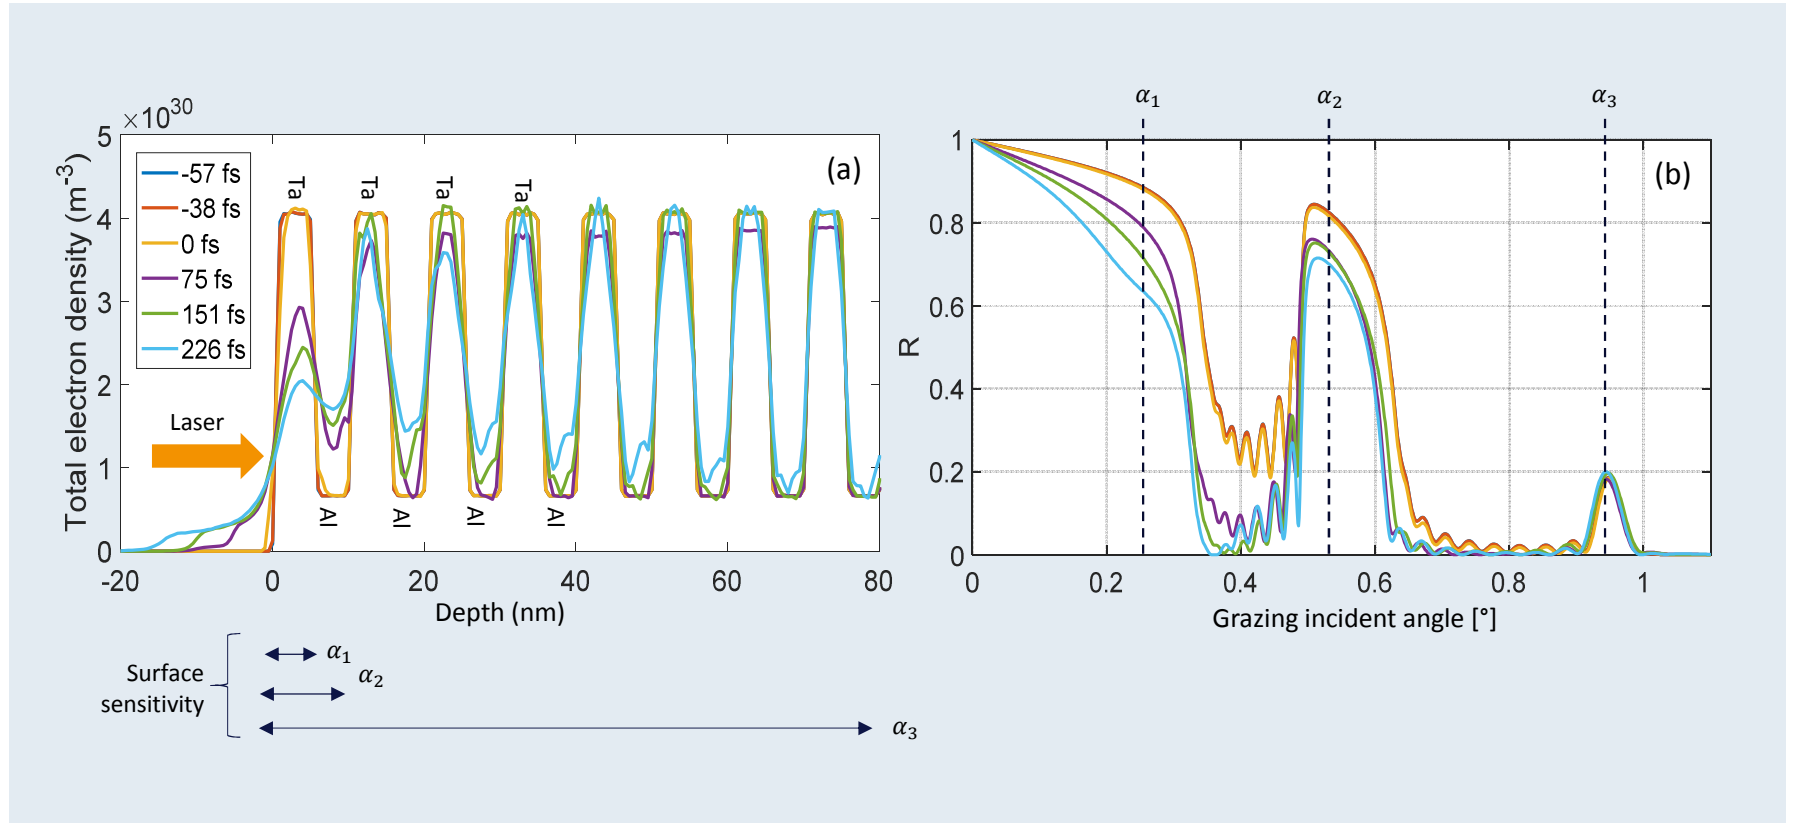 ×10^30
5
4
3
2
1
0
Total electron density (m^-3)
-57 fs
-38 fs
0 fs
75 fs
151 fs
226 fs
Ta
Ta
Ta
Ta
(a)
Laser
Al
Al
Al
Al
-20
0
20
40
60
80
Depth (nm)
Surface
sensitivity
α1
α2
α3
α1
α2
α3
1
0.8
0.6
0.4
0.2
0
R
(b)
0
0.2
0.4
0.6
0.8
1
Grazing incident angle [°]